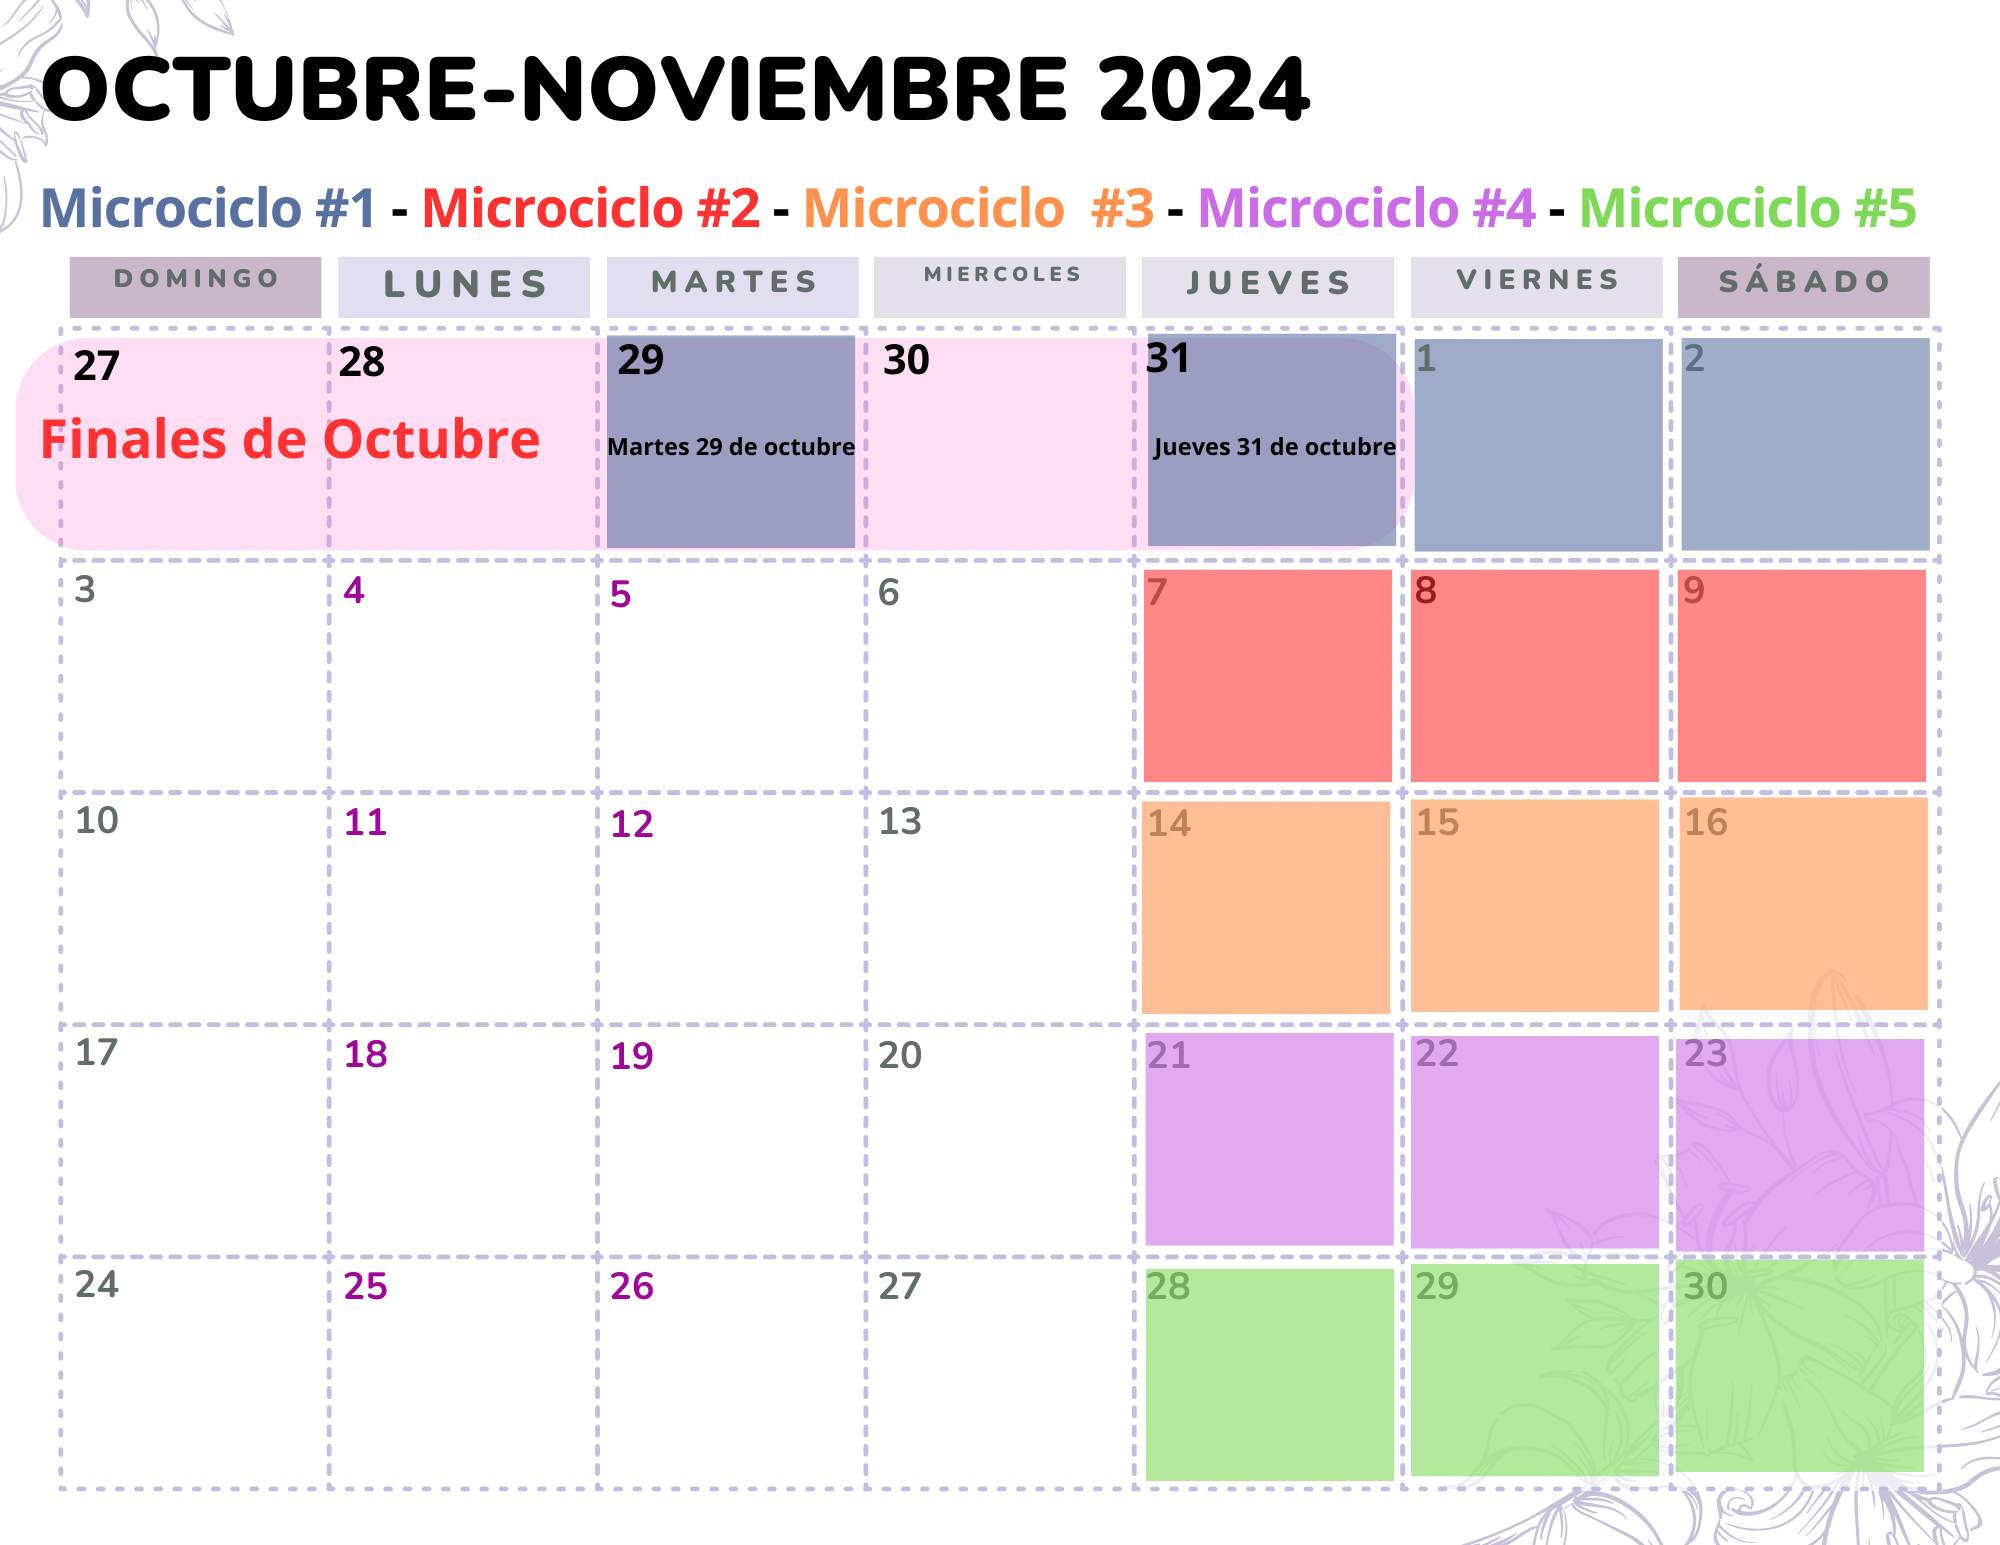 OCTUBRE-NOVIEMBRE 2024
Microciclo #1 - Microciclo #2 - Microciclo #3 - Microciclo #4 - Microciclo #5
DOMINGO LUNES MARTES MIERCOLES JUEVES VIERNES SÁBADO
27 28 29 30 31 1 2
Finales de Octubre Martes 29 de octubre Jueves 31 de octubre
3 4 5 6 7 8 9
10 11 12 13 14 15 16
17 18 19 20 21 22 23
24 25 26 27 28 29 30